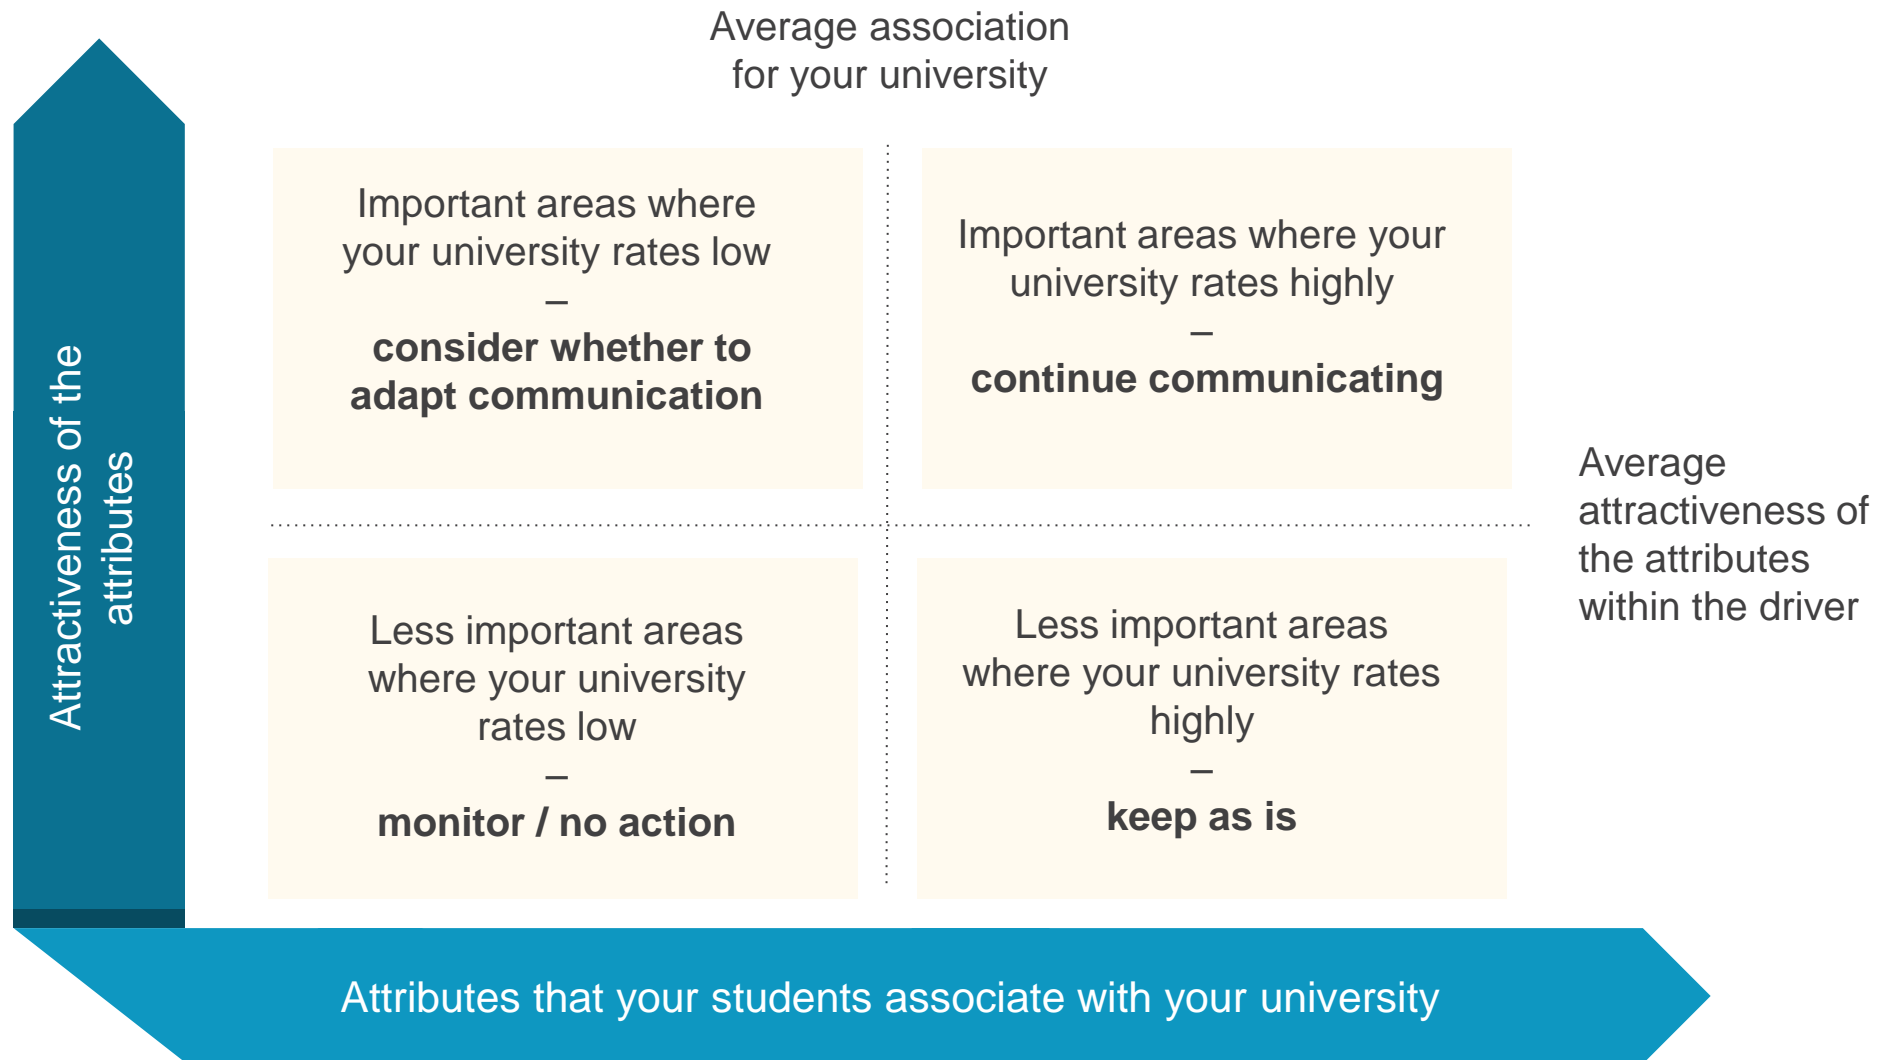 Average association
for your university
Important areas where
your university rates low
–
consider whether to
adapt communication
Important areas where your
university rates highly
–
continue communicating
Attractiveness of the
attributes
Average
attractiveness of
the attributes
within the driver
Less important areas
where your university
rates low
–
monitor / no action
Less important areas
where your university rates
highly
–
keep as is
Attributes that your students associate with your university